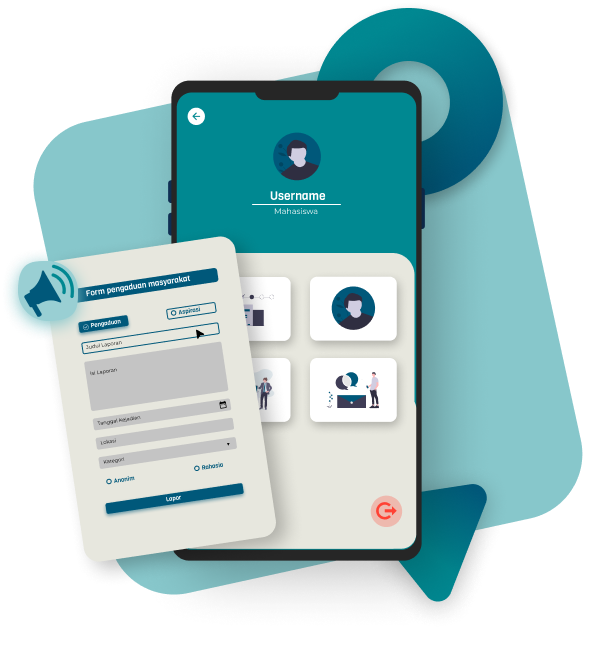 Username
Mahasiswa
Form pengaduan masyarakat
Pengaduan
Aspirasi
Judul Laporan
Isi Laporan
Tanggal Kejadian
Lokasi
Kategori
Anonim
Rahasia
Lapor